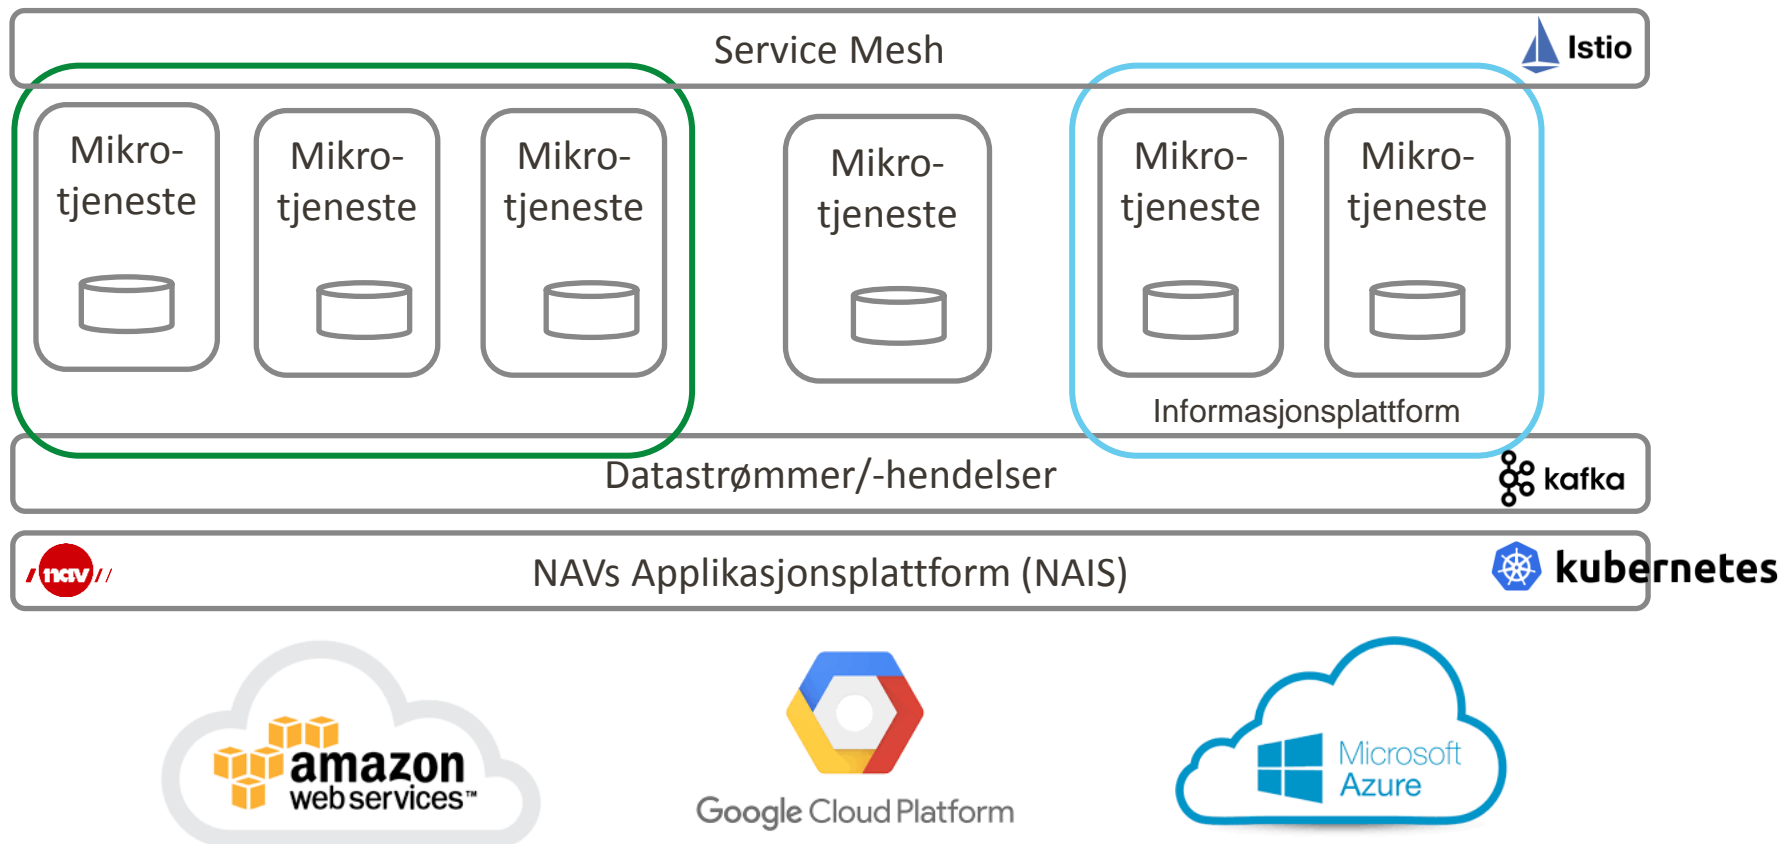 Service Mesh
Istio
Mikro-
tjeneste
Mikro-
tjeneste
Mikro-
tjeneste
Mikro-
tjeneste
Mikro-
tjeneste
Mikro-
tjeneste
Informasjonsplattform
Datastrømmer/-hendelser
kafka
nav
NAVs Applikasjonsplattform (NAIS)
kubernetes
amazon
web services™
Google Cloud Platform
Microsoft
Azure